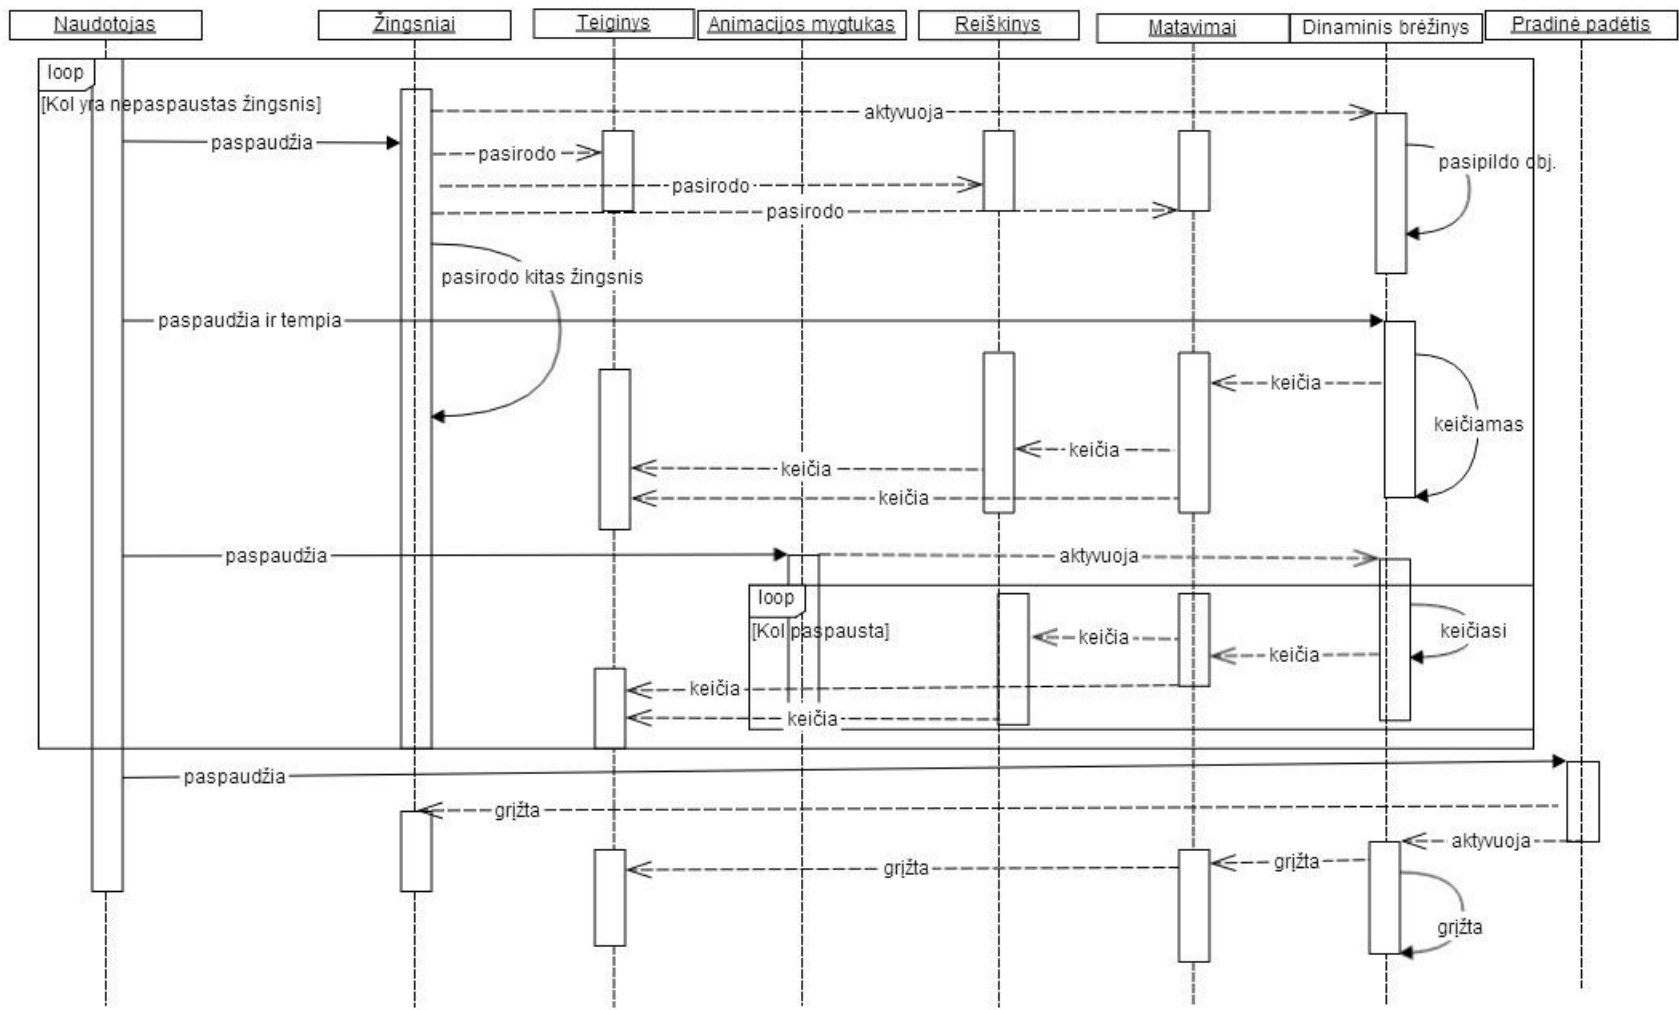 Naudotojas
Žingsniai
Teiginys
Animacijos mygtukas
Reiškinys
Matavimai
Dinaminis brėžinys
Pradinė padėtis
loop
[Kol yra nepaspaustas žingsnis]
aktyvuoja
paspaudžia
pasirodo
pasipildo obj.
pasirodo
pasirodo
pasirodo kitas žingsnis
paspaudžia ir tempia
keičia
keičiamas
keičia
keičia
keičia
paspaudžia
aktyvuoja
loop
[Kol paspausta]
keičia
keičiasi
keičia
keičia
keičia
paspaudžia
grįžta
aktyvuoja
grįžta
grįžta
grįžta